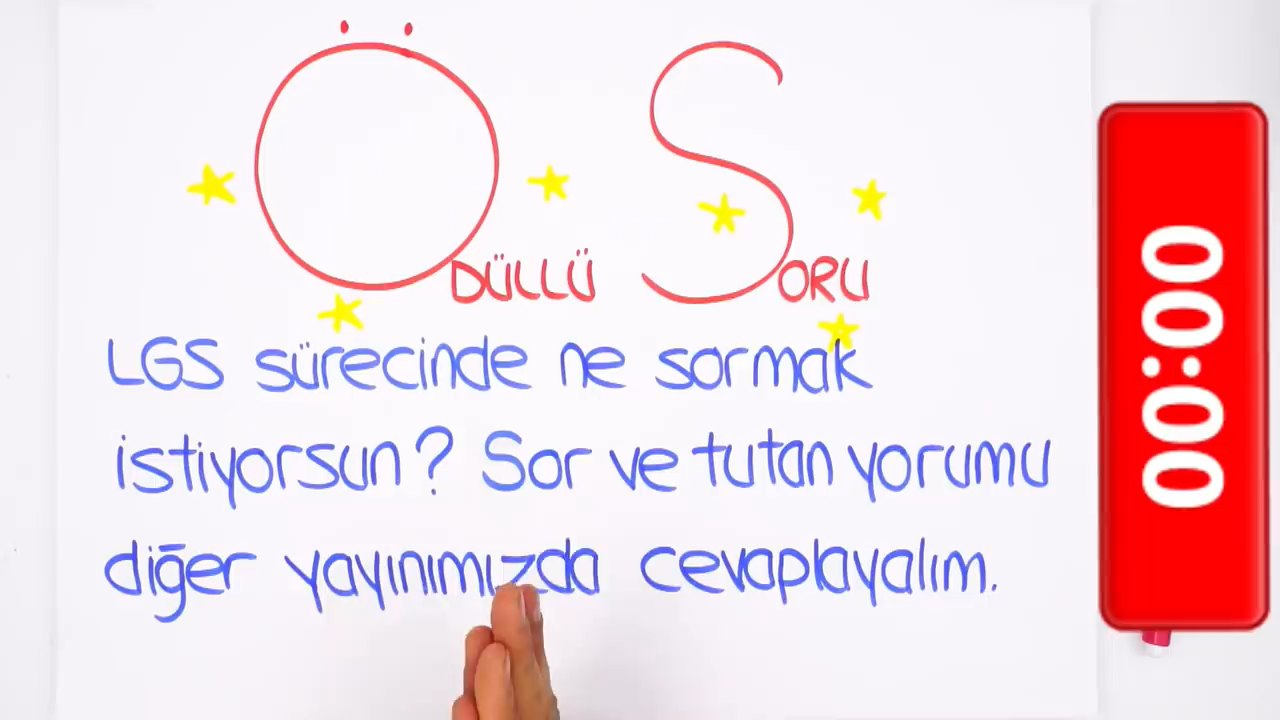 ÖDÜLLÜ SORU
LGS sürecinde ne sormak
istiyorsun? Sor ve tutan yorumu
diğer yayınımızda cevaplayalım.
00:00